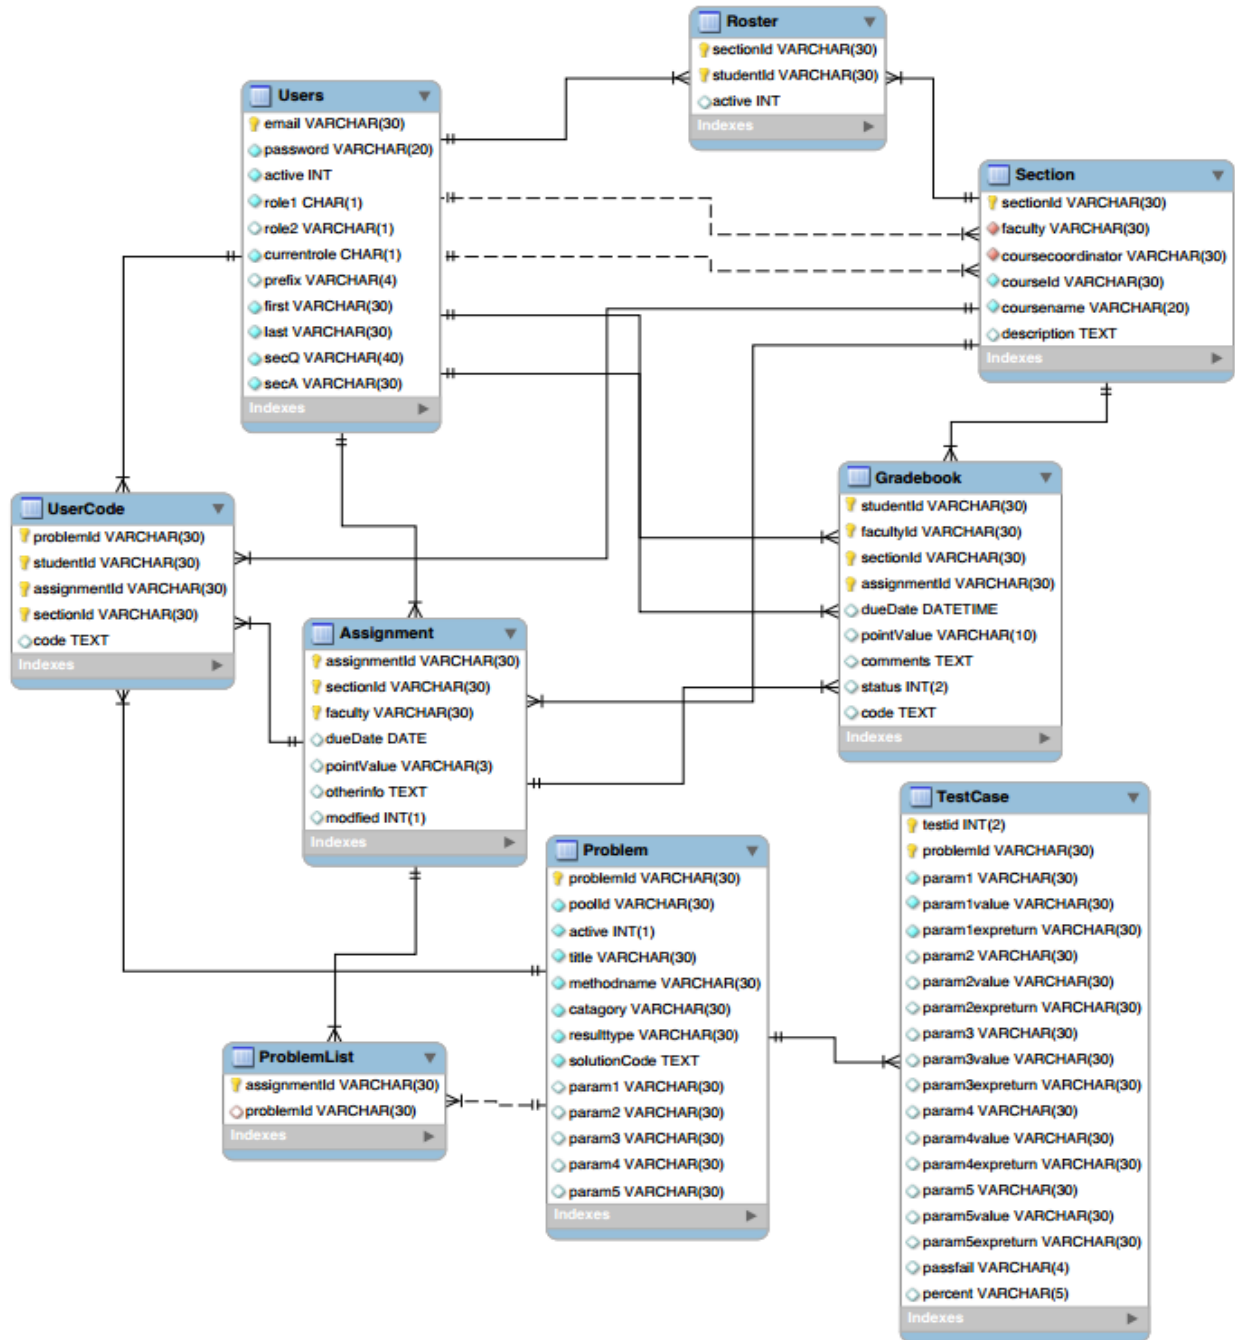 Roster
sectionId VARCHAR(30)
studentId VARCHAR(30)
active INT
Indexes
Users
email VARCHAR(30)
password VARCHAR(20)
active INT
role1 CHAR(1)
role2 VARCHAR(1)
currentrole CHAR(1)
prefix VARCHAR(4)
first VARCHAR(30)
last VARCHAR(30)
secQ VARCHAR(40)
secA VARCHAR(30)
Indexes
Section
sectionId VARCHAR(30)
faculty VARCHAR(30)
coursecoordinator VARCHAR(30)
courseId VARCHAR(30)
coursename VARCHAR(20)
description TEXT
Indexes
UserCode
problemId VARCHAR(30)
studentId VARCHAR(30)
assignmentId VARCHAR(30)
sectionId VARCHAR(30)
code TEXT
Indexes
Gradebook
studentId VARCHAR(30)
facultyId VARCHAR(30)
sectionId VARCHAR(30)
assignmentId VARCHAR(30)
dueDate DATETIME
pointValue VARCHAR(10)
comments TEXT
status INT(2)
code TEXT
Indexes
Assignment
assignmentId VARCHAR(30)
sectionId VARCHAR(30)
faculty VARCHAR(30)
dueDate DATE
pointValue VARCHAR(3)
otherinfo TEXT
modfied INT(1)
Indexes
Problem
problemId VARCHAR(30)
poolId VARCHAR(30)
active INT(1)
title VARCHAR(30)
methodname VARCHAR(30)
catagory VARCHAR(30)
resulttype VARCHAR(30)
solutionCode TEXT
param1 VARCHAR(30)
param2 VARCHAR(30)
param3 VARCHAR(30)
param4 VARCHAR(30)
param5 VARCHAR(30)
Indexes
TestCase
testid INT(2)
problemId VARCHAR(30)
param1 VARCHAR(30)
param1value VARCHAR(30)
param1expreturn VARCHAR(30)
param2 VARCHAR(30)
param2value VARCHAR(30)
param2expreturn VARCHAR(30)
param3 VARCHAR(30)
param3value VARCHAR(30)
param3expreturn VARCHAR(30)
param4 VARCHAR(30)
param4value VARCHAR(30)
param4expreturn VARCHAR(30)
param5 VARCHAR(30)
param5value VARCHAR(30)
param5expreturn VARCHAR(30)
passfail VARCHAR(4)
percent VARCHAR(5)
Indexes
ProblemList
assignmentId VARCHAR(30)
problemId VARCHAR(30)
Indexes